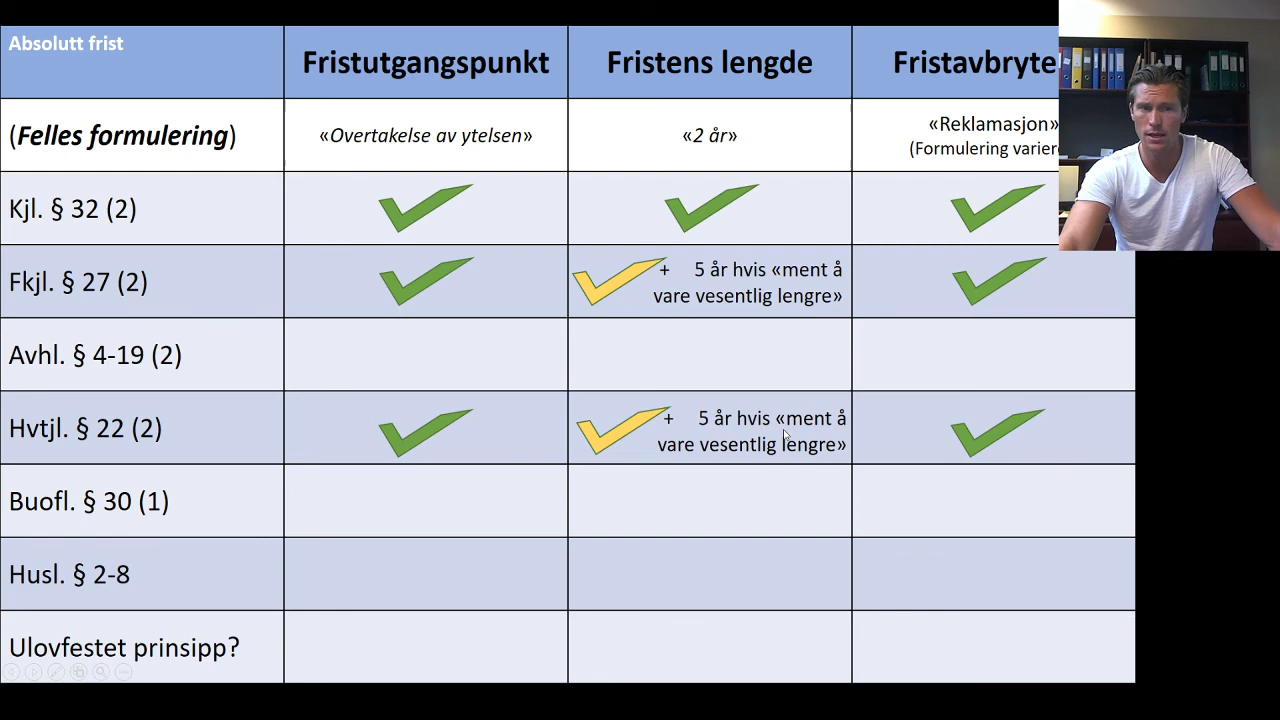 Absolutt frist
Fristutgangspunkt
Fristens lengde
Fristavbryte
(Felles formulering)
«Overtakelse av ytelsen»
«2 år»
«Reklamasjon»
(Formulering variere
Kjl. § 32 (2)
Fkjl. § 27 (2)
+ 5 år hvis «ment å
vare vesentlig lengre»
Avhl. § 4-19 (2)
Hvtjl. § 22 (2)
+ 5 år hvis «ment å
vare vesentlig lengre»
Buofl. § 30 (1)
Husl. § 2-8
Ulovfestet prinsipp?